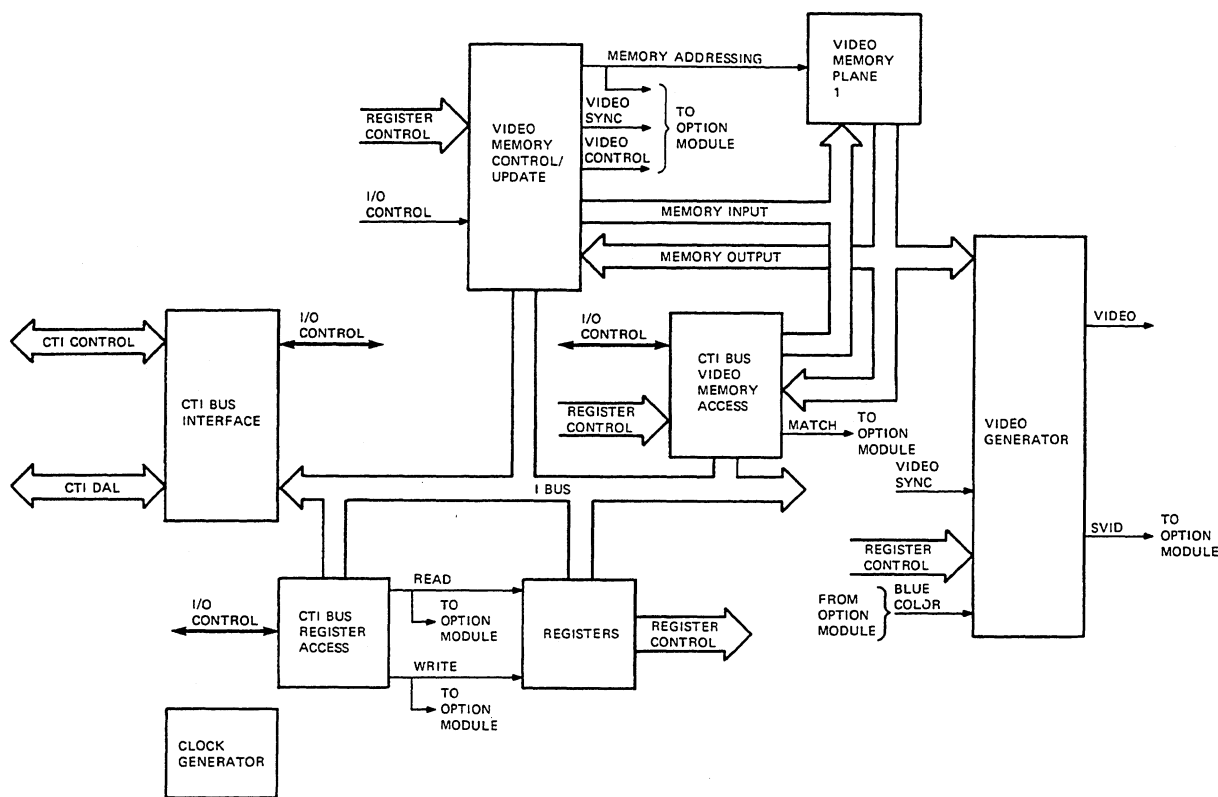 MEMORY ADDRESSING
VIDEO
MEMORY
PLANE
1
REGISTER
CONTROL
VIDEO
MEMORY
CONTROL/
UPDATE
VIDEO
SYNC
VIDEO
CONTROL
TO
OPTION
MODULE
I/O
CONTROL
MEMORY INPUT
MEMORY OUTPUT
CTI CONTROL
CTI BUS
INTERFACE
I/O
CONTROL
I/O
CONTROL
CTI BUS
VIDEO
MEMORY
ACCESS
REGISTER
CONTROL
MATCH
TO
OPTION
MODULE
VIDEO
GENERATOR
VIDEO
CTI DAL
I BUS
VIDEO
SYNC
SVID
TO
OPTION
MODULE
REGISTER
CONTROL
FROM
OPTION
MODULE
BLUE
COLOR
I/O
CONTROL
CTI BUS
REGISTER
ACCESS
READ
TO
OPTION
MODULE
WRITE
TO
OPTION
MODULE
REGISTERS
REGISTER
CONTROL
CLOCK
GENERATOR